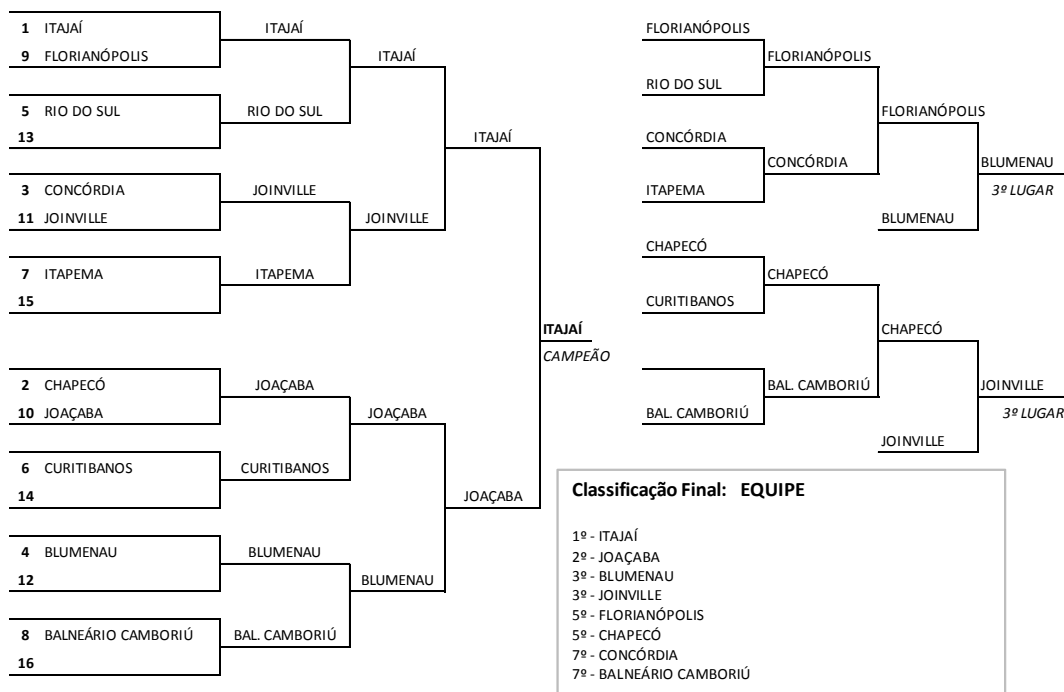 1 ITAJAÍ
9 FLORIANÓPOLIS
5 RIO DO SUL
13
3 CONCÓRDIA
11 JOINVILLE
7 ITAPEMA
15
2 CHAPECÓ
10 JOAÇABA
6 CURITIBANOS
14
4 BLUMENAU
12
8 BALNEÁRIO CAMBORIÚ
16
ITAJAÍ
RIO DO SUL
JOINVILLE
ITAPEMA
JOAÇABA
CURITIBANOS
BLUMENAU
BAL. CAMBORIÚ
ITAJAÍ
JOINVILLE
JOAÇABA
BLUMENAU
ITAJAÍ
JOAÇABA
ITAJAÍ
CAMPEÃO
FLORIANÓPOLIS
RIO DO SUL
CONCÓRDIA
ITAPEMA
CHAPECÓ
CURITIBANOS
BAL. CAMBORIÚ
FLORIANÓPOLIS
CONCÓRDIA
CHAPECÓ
BAL. CAMBORIÚ
FLORIANÓPOLIS
BLUMENAU
CHAPECÓ
JOINVILLE
BLUMENAU
3º LUGAR
JOINVILLE
3º LUGAR
Classificação Final: EQUIPE
1º - ITAJAÍ
2º - JOAÇABA
3º - BLUMENAU
3º - JOINVILLE
5º - FLORIANÓPOLIS
5º - CHAPECÓ
7º - CONCÓRDIA
7º - BALNEÁRIO CAMBORIÚ